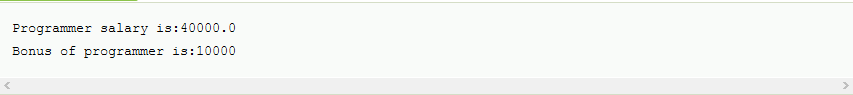 Programmer salary is:40000.0
Bonus of programmer is:10000